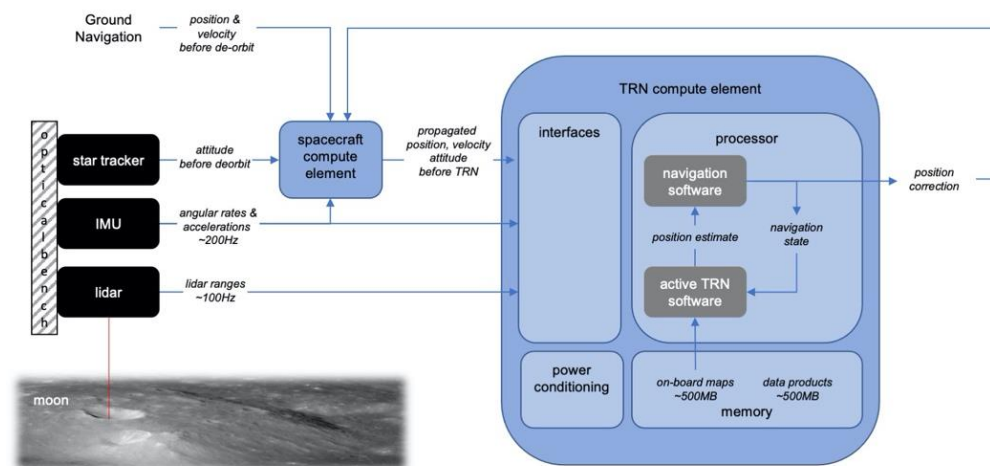 Ground
Navigation
position &
velocity
before de-orbit
TRN compute element
optical bench
star tracker
attitude
before deorbit
spacecraft
compute
element
propagated
position, velocity
attitude
before TRN
interfaces
processor
navigation
software
position
correction
IMU
angular rates &
accelerations
~200Hz
position estimate
navigation
state
lidar
lidar ranges
~100Hz
active TRN
software
power
conditioning
on-board maps
~500MB
data products
~500MB
memory
moon